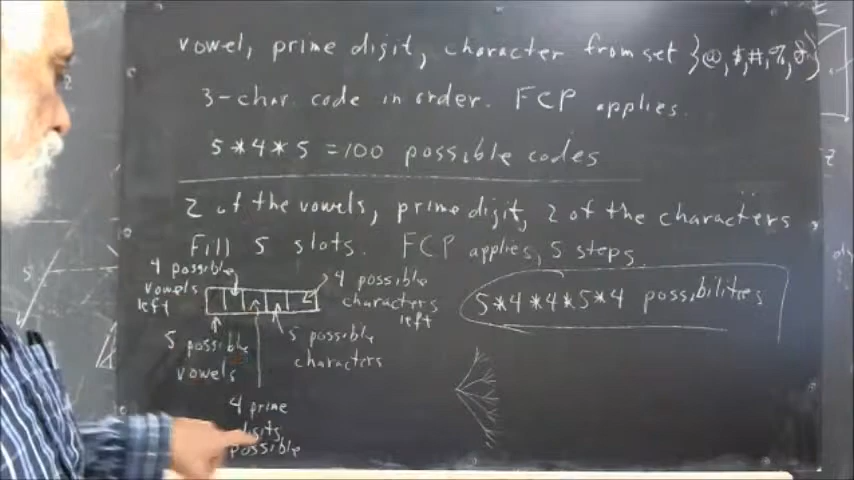 vowel, prime digit, character from set {@,$,#,%,&}
3-char. code in order. FCP applies.
5*4*5 =100 possible codes
2 of the vowels, prime digit, 2 of the characters
Fill 5 slots. FCP applies, 5 steps.
4 possible
vowels
left
4 possible
characters
left
5*4*4*5*4 possibilities
5 possible
vowels
5 possible
characters
4 prime
digits
possible